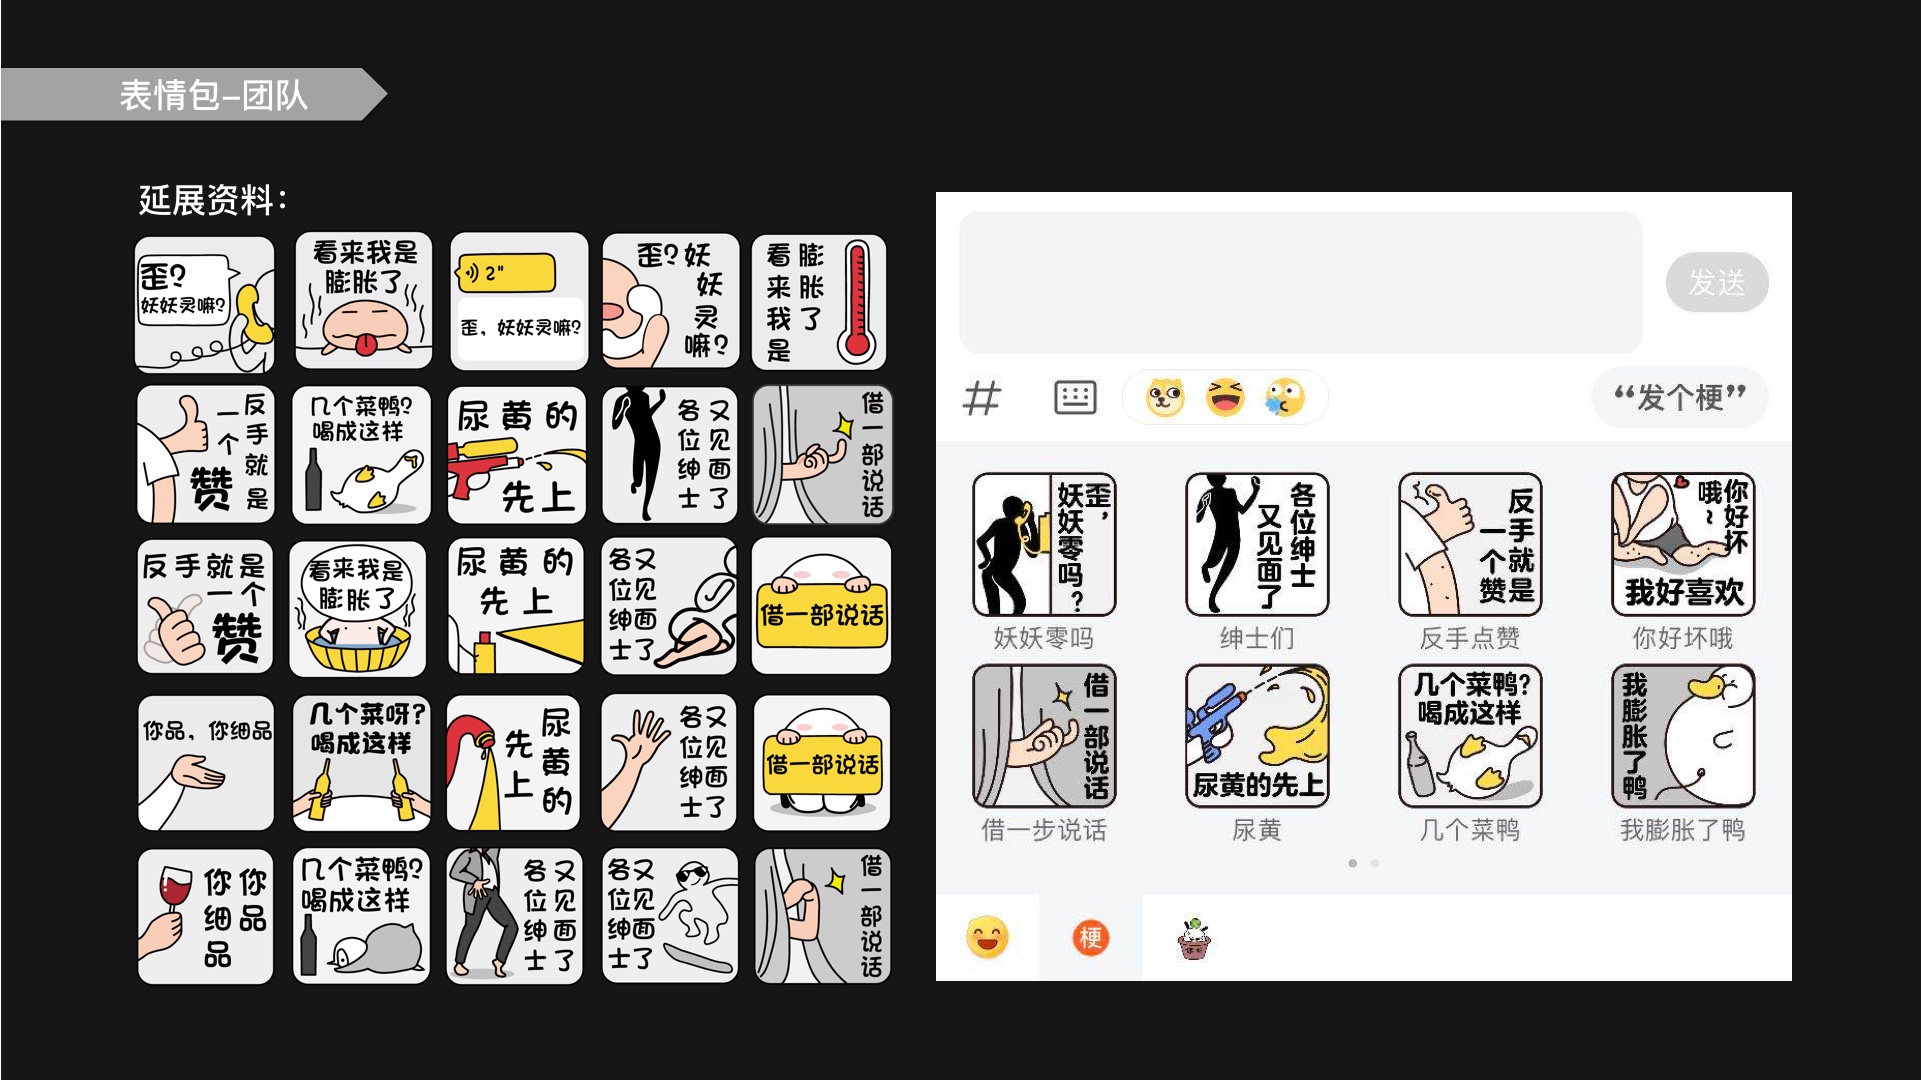 表情包–团队
延展资料：
歪？
妖妖灵嘛？
看来我是
膨胀了
2"
歪，妖妖灵嘛？
歪？妖
妖
灵
嘛？
看来我是
膨胀了
反手就是
一个
赞
几个菜鸭？
喝成这样
尿黄的
先上
各位绅士
又见面了
借一部说话
反手就是
一个
赞
看来我是
膨胀了
尿黄的
先上
各位绅士
又见面了
借一部说话
你品，你细品
几个菜呀？
喝成这样
尿黄的
先上
各位绅士
又见面了
借一部说话
你品
你细品
几个菜鸭？
喝成这样
各位绅士
又见面了
各位绅士
又见面了
借一部说话
发送
“发个梗”
歪，
妖妖零吗？
各位绅士
又见面了
反手就是
一个赞
你好坏
哦~
我好喜欢
妖妖零吗
绅士们
反手点赞
你好坏哦
借一部说话
尿黄的先上
几个菜鸭？
喝成这样
我膨胀了鸭
借一步说话
尿黄
几个菜鸭
我膨胀了鸭
梗